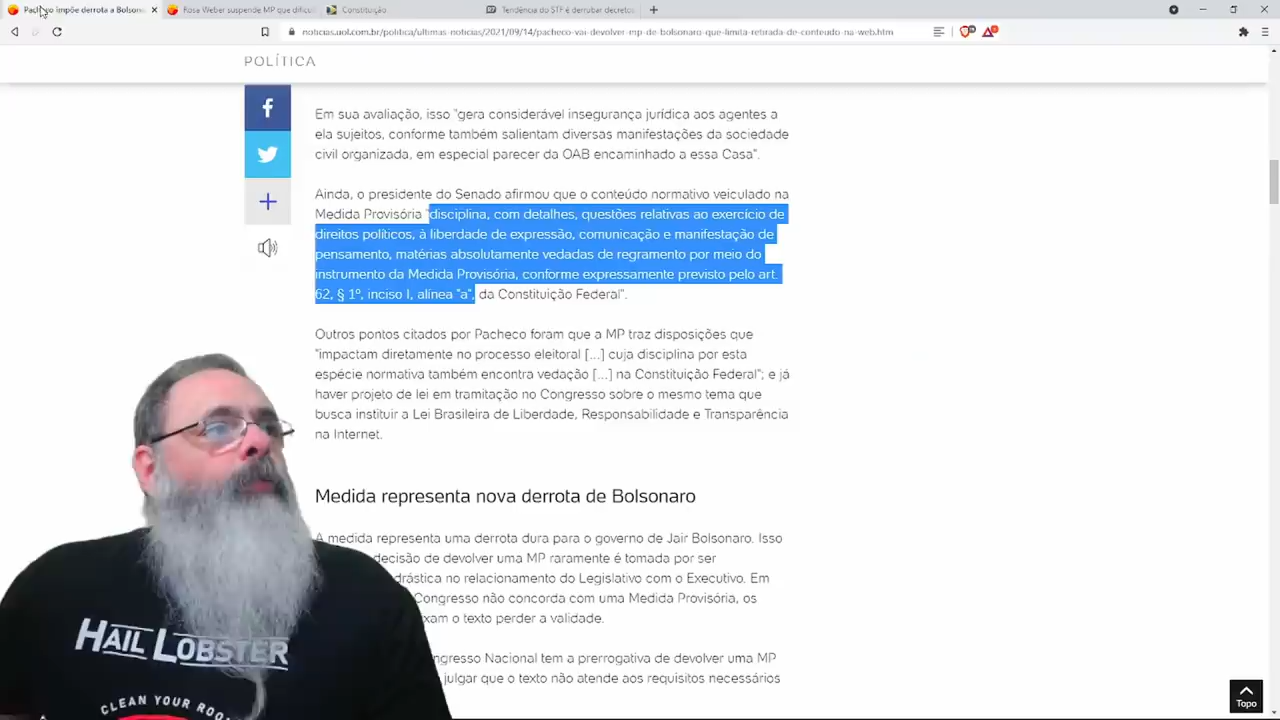 Pacheco impõe derrota a Bolsona
Rosa Weber suspende MP que dificul
Constituição
Tendência do STF é derrubar decretos
noticias.uol.com.br/politica/ultimas-noticias/2021/09/14/pacheco-vai-devolver-mp-de-bolsonaro-que-limita-retirada-de-conteudo-na-web.htm
POLÍTICA
Em sua avaliação, isso "gera considerável insegurança jurídica aos agentes a
ela sujeitos, conforme também salientam diversas manifestações da sociedade
civil organizada, em especial parecer da OAB encaminhado a essa Casa".
Ainda, o presidente do Senado afirmou que o conteúdo normativo veiculado na
Medida Provisória "disciplina, com detalhes, questões relativas ao exercício de
direitos políticos, à liberdade de expressão, comunicação e manifestação de
pensamento, matérias absolutamente vedadas de regramento por meio do
instrumento da Medida Provisória, conforme expressamente previsto pelo art.
62, § 1º, inciso I, alínea "a", da Constituição Federal".
Outros pontos citados por Pacheco foram que a MP traz disposições que
"impactam diretamente no processo eleitoral [...] cuja disciplina por esta
espécie normativa também encontra vedação [...] na Constituição Federal"; e já
haver projeto de lei em tramitação no Congresso sobre o mesmo tema que
busca instituir a Lei Brasileira de Liberdade, Responsabilidade e Transparência
na Internet.
Medida representa nova derrota de Bolsonaro
A medida representa uma derrota dura para o governo de Jair Bolsonaro. Isso
decisão de devolver uma MP raramente é tomada por ser
drástica no relacionamento do Legislativo com o Executivo. Em
Congresso não concorda com uma Medida Provisória, os
xam o texto perder a validade.
ngresso Nacional tem a prerrogativa de devolver uma MP
julgar que o texto não atende aos requisitos necessários
HAIL LOBSTER
CLEAN YOUR ROO
Topo